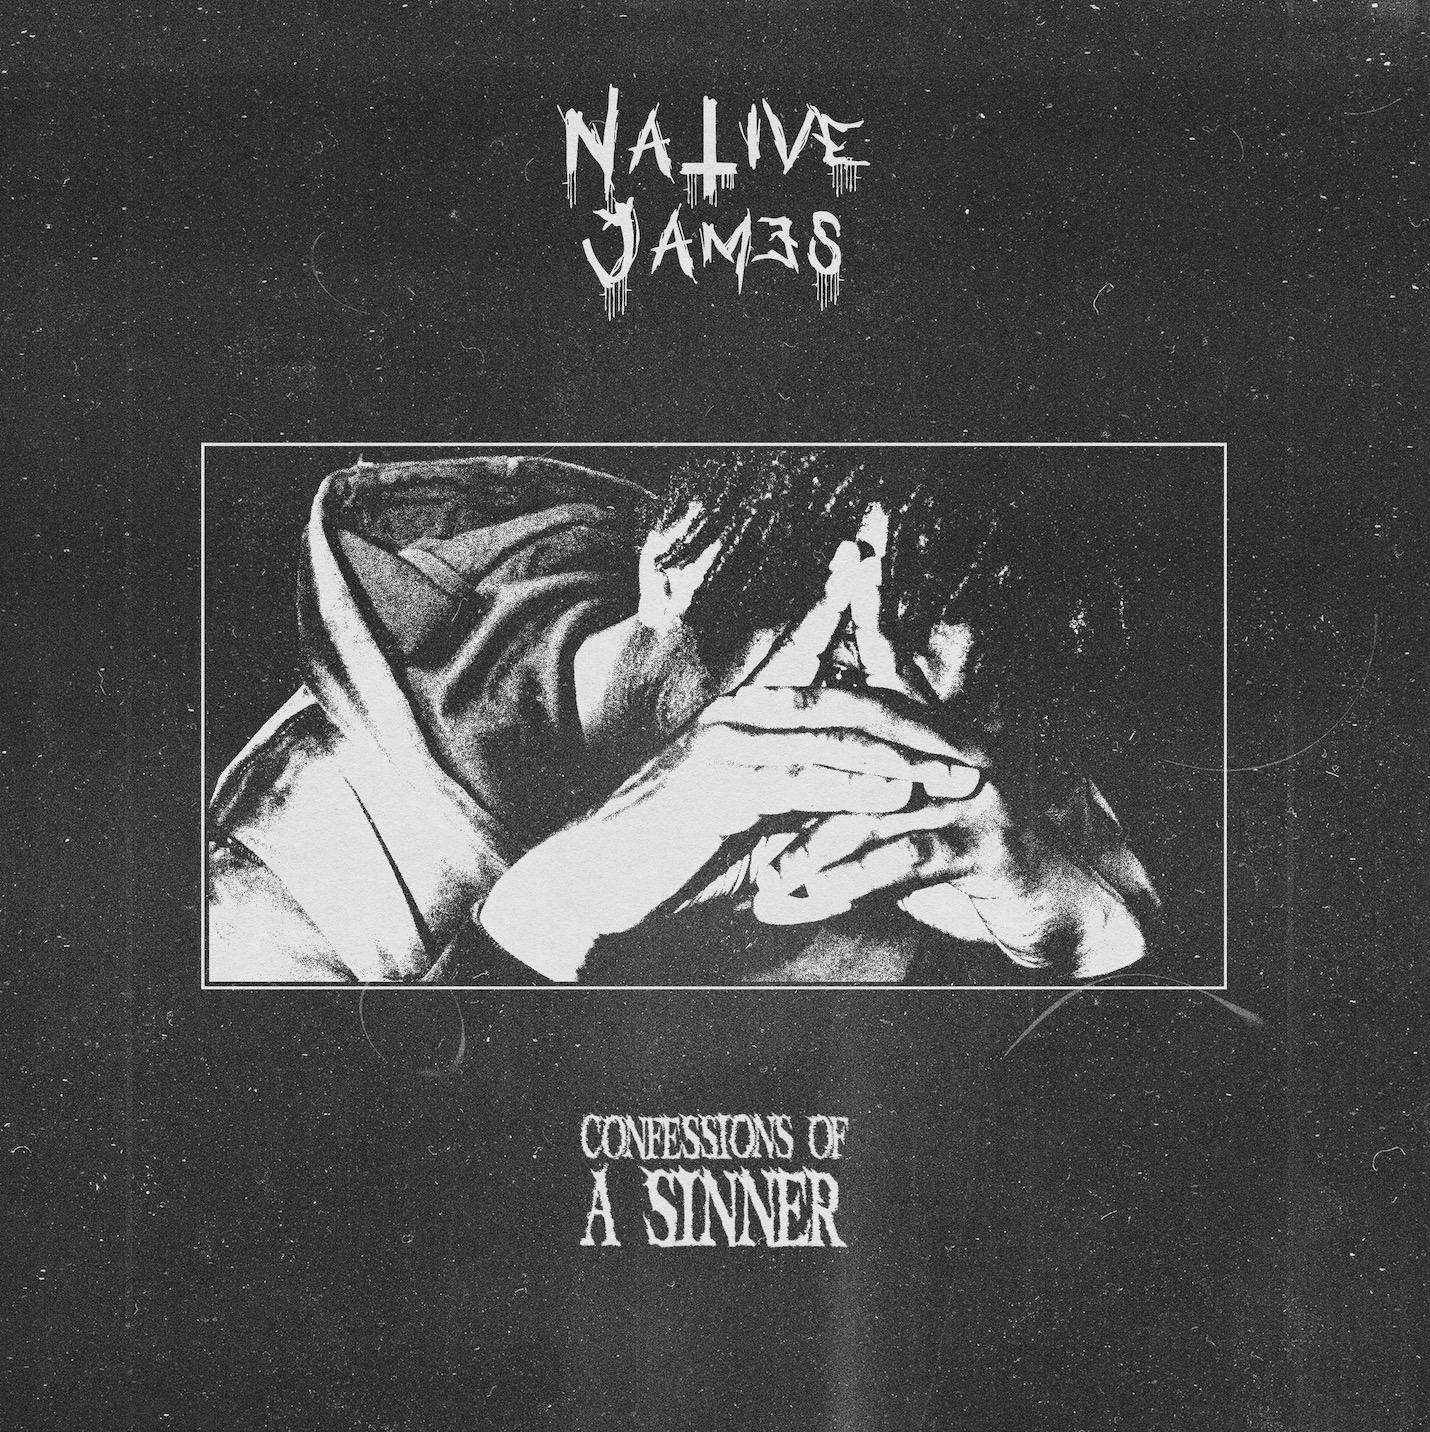 NATIVE
JAMES
CONFESSIONS OF
A SINNER